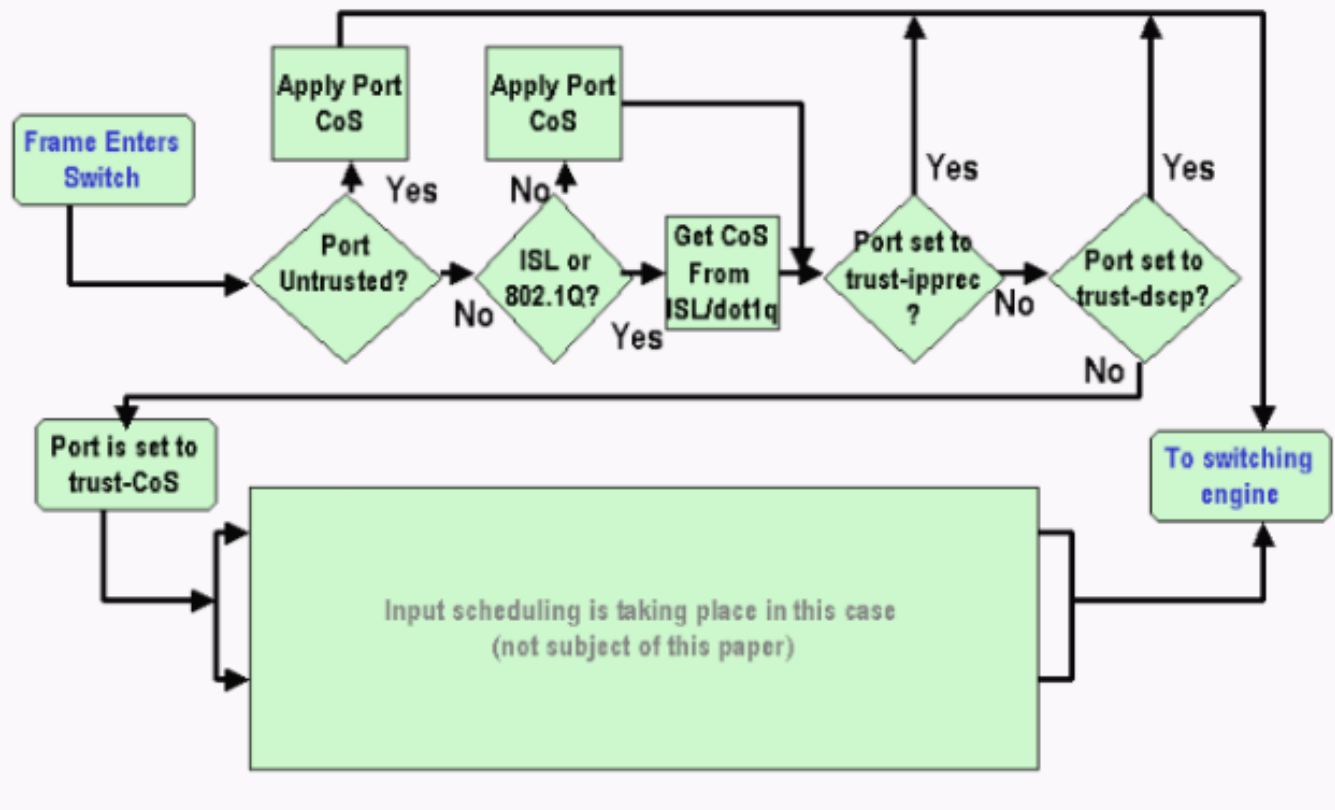 Frame Enters
Switch
Apply Port
CoS
Yes
Port
Untrusted?
No
Apply Port
CoS
No
ISL or
802.1Q?
Yes
Get CoS
From
ISL/dot1q
Port set to
trust-ipprec
?
Yes
No
Port set to
trust-dscp?
Yes
No
Port is set to
trust-CoS
Input scheduling is taking place in this case
(not subject of this paper)
To switching
engine